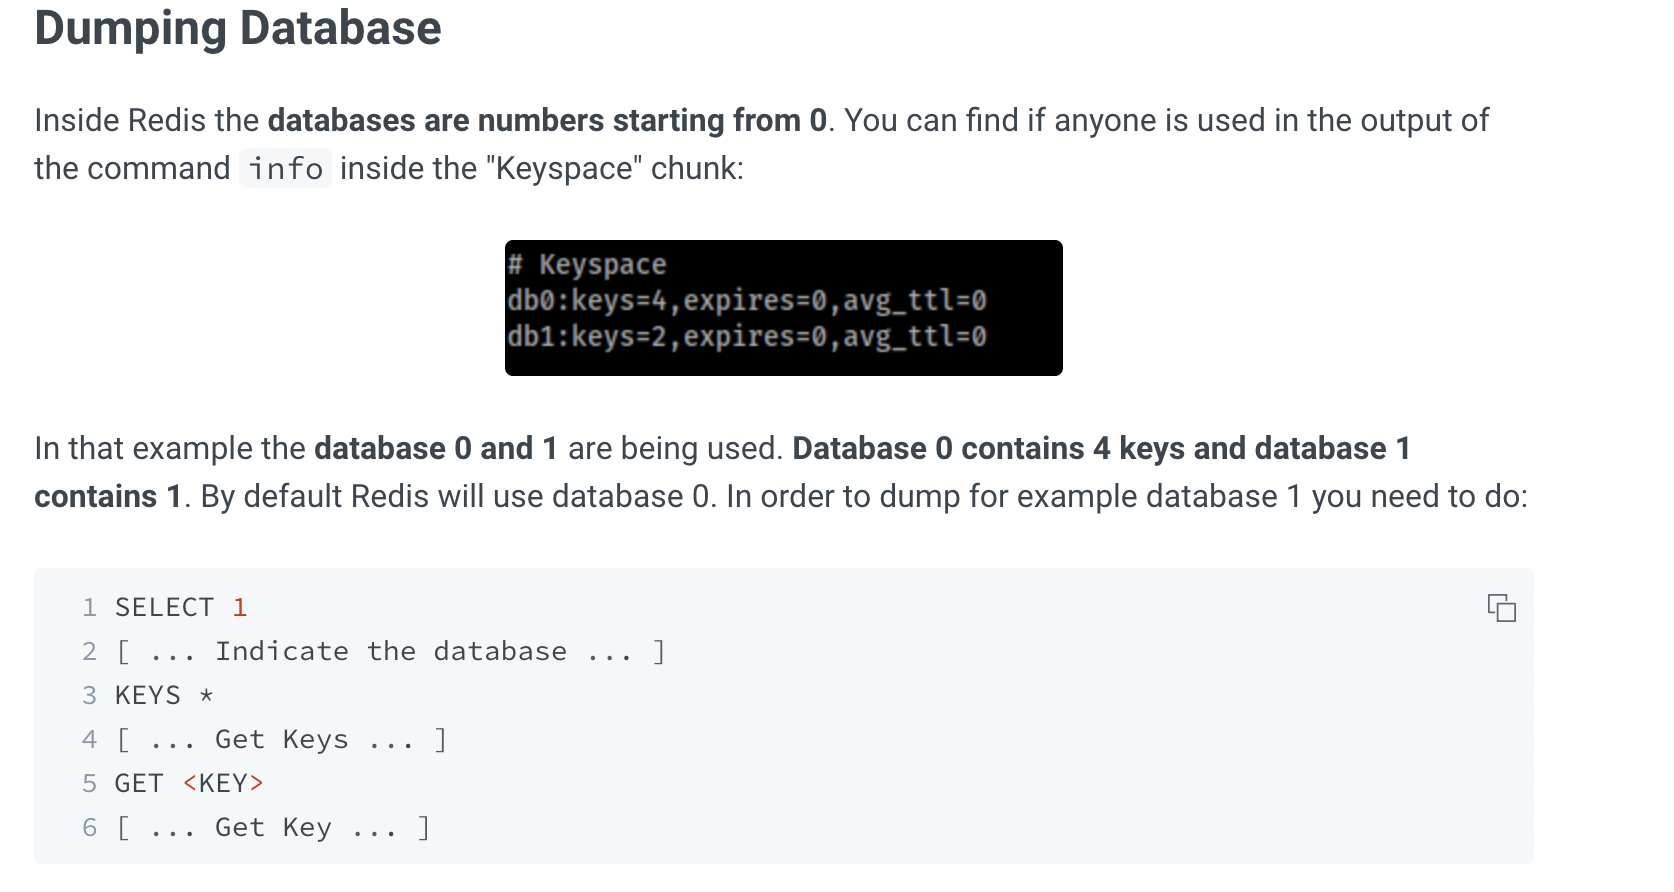 Dumping Database
Inside Redis the databases are numbers starting from 0. You can find if anyone is used in the output of
the command info inside the "Keyspace" chunk:
# Keyspace
db0:keys=4,expires=0,avg_ttl=0
db1:keys=2,expires=0,avg_ttl=0
In that example the database 0 and 1 are being used. Database 0 contains 4 keys and database 1
contains 1. By default Redis will use database 0. In order to dump for example database 1 you need to do:
1 SELECT 1
2 [ ... Indicate the database ... ]
3 KEYS *
4 [ ... Get Keys ... ]
5 GET <KEY>
6 [ ... Get Key ... ]